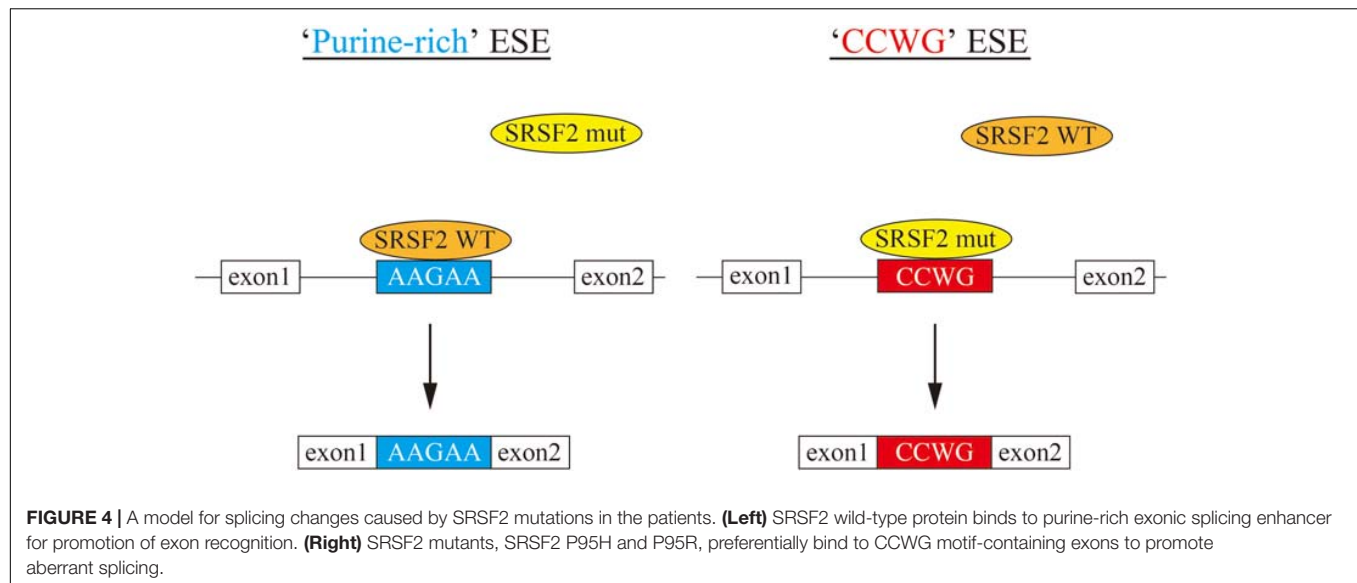 'Purine-rich' ESE
'CCWG' ESE
SRSF2 mut
SRSF2 WT
SRSF2 WT
SRSF2 mut
exon1 AAGAA exon2
exon1 CCWG exon2
exon1 AAGAA exon2
exon1 CCWG exon2
FIGURE 4 | A model for splicing changes caused by SRSF2 mutations in the patients. (Left) SRSF2 wild-type protein binds to purine-rich exonic splicing enhancer
for promotion of exon recognition. (Right) SRSF2 mutants, SRSF2 P95H and P95R, preferentially bind to CCWG motif-containing exons to promote
aberrant splicing.